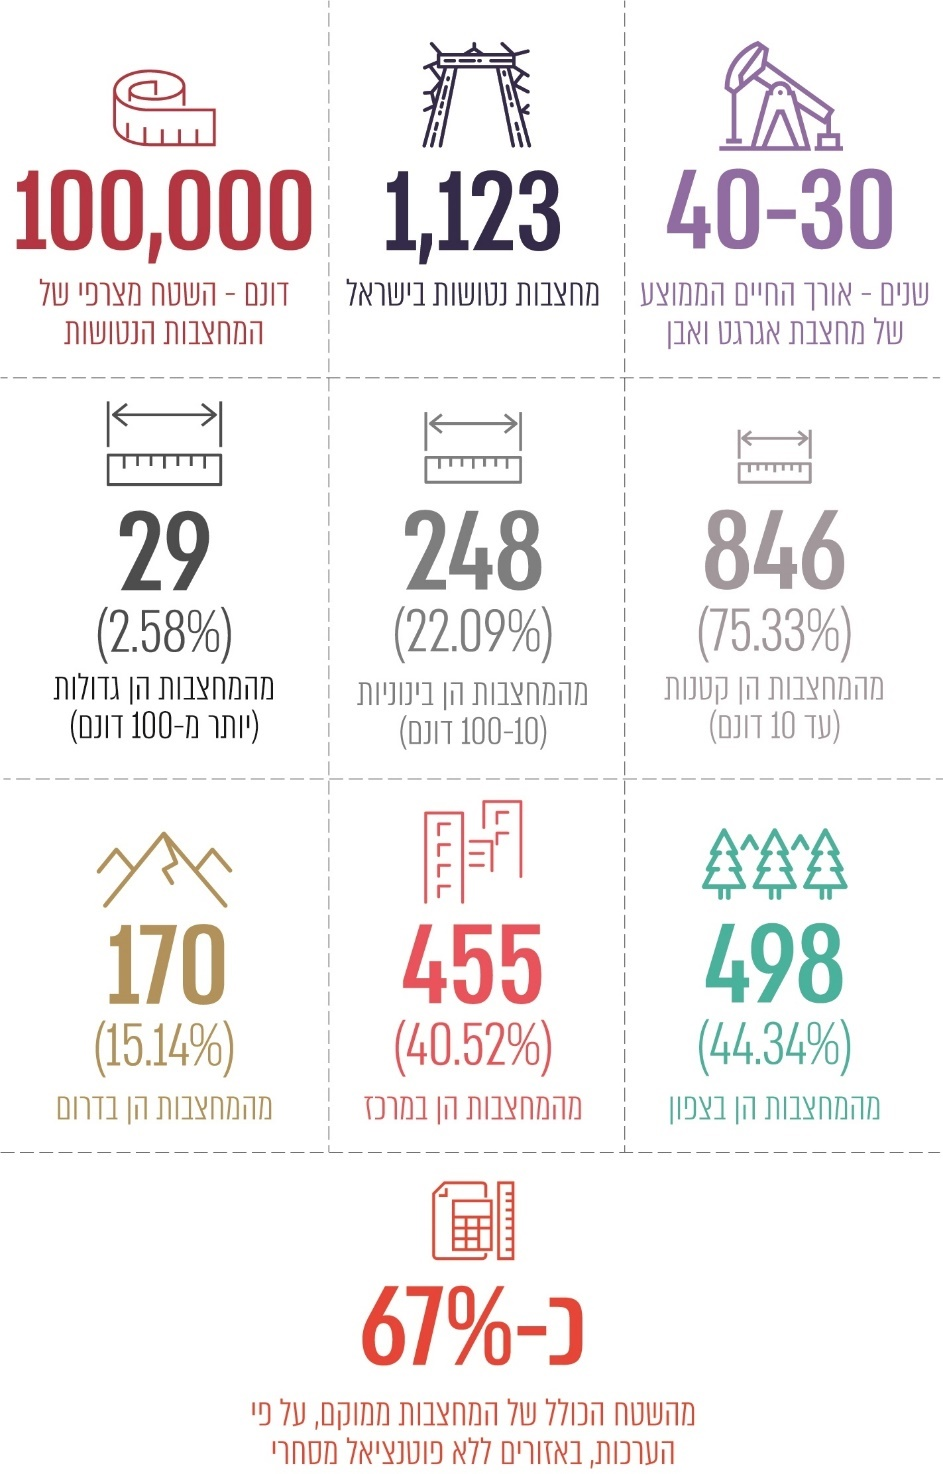 40-30
שנים - אורך החיים הממוצע
של מחצבת אגרגט ואבן
1,123
מחצבות נטושות בישראל
100,000
דונם - השטח מצרפי של
המחצבות הנטושות
846
(75.33%)
מהמחצבות הן קטנות
(עד 10 דונם)
248
(22.09%)
מהמחצבות הן בינוניות
(100-10 דונם)
29
(2.58%)
מהמחצבות הן גדולות
(יותר מ-100 דונם)
498
(44.34%)
מהמחצבות הן בצפון
455
(40.52%)
מהמחצבות הן במרכז
170
(15.14%)
מהמחצבות הן בדרום
כ-67%
מהשטח הכולל של המחצבות ממוקם, על פי
הערכות, באזורים ללא פוטנציאל מסחרי